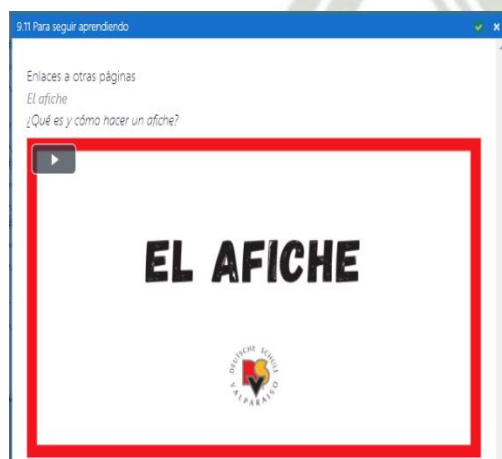 9.11 Para seguir aprendiendo
Enlaces a otras páginas
El afiche
¿Qué es y cómo hacer un afiche?
EL AFICHE
DEUTSCHE SCHULE
VALPARAISO